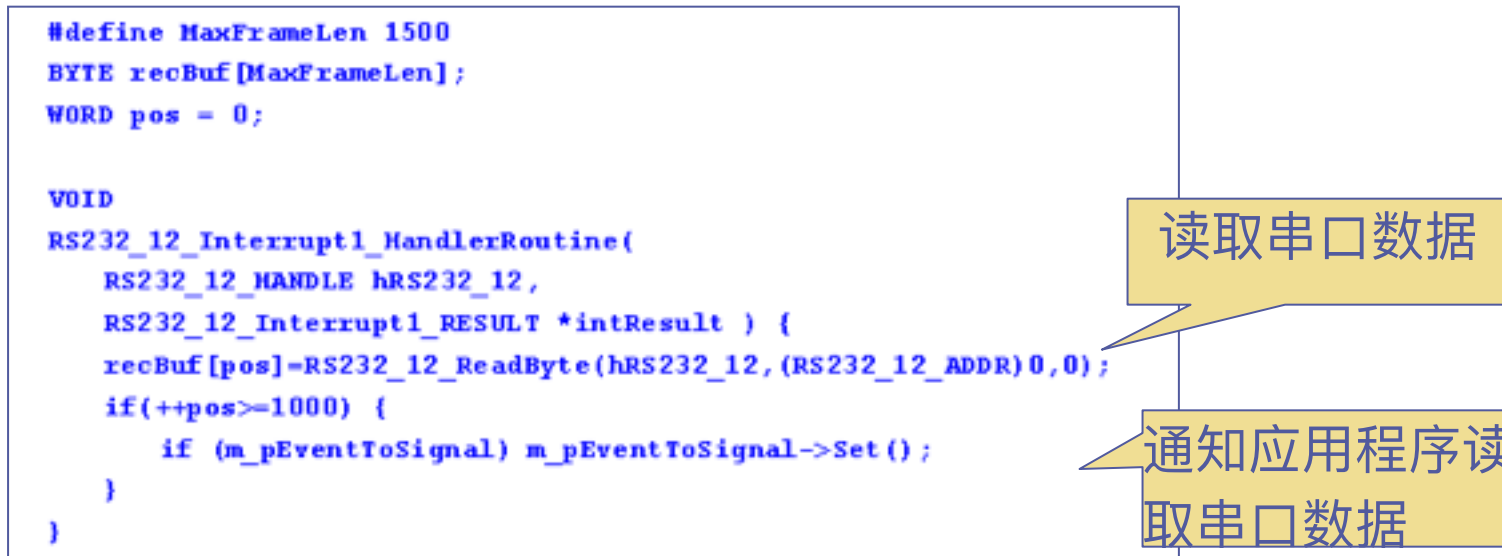 #define MaxFrameLen 1500
BYTE recBuf[MaxFrameLen];
WORD pos = 0;
VOID
RS232_12_Interrupt1_HandlerRoutine(
RS232_12_HANDLE hRS232_12,
RS232_12_Interrupt1_RESULT *intResult ) {
recBuf[pos]=RS232_12_ReadByte(hRS232_12,(RS232_12_ADDR)0,0);
if(++pos>=1000) {
if (m_pEventToSignal) m_pEventToSignal->Set();
}
}
读取串口数据
通知应用程序读
取串口数据